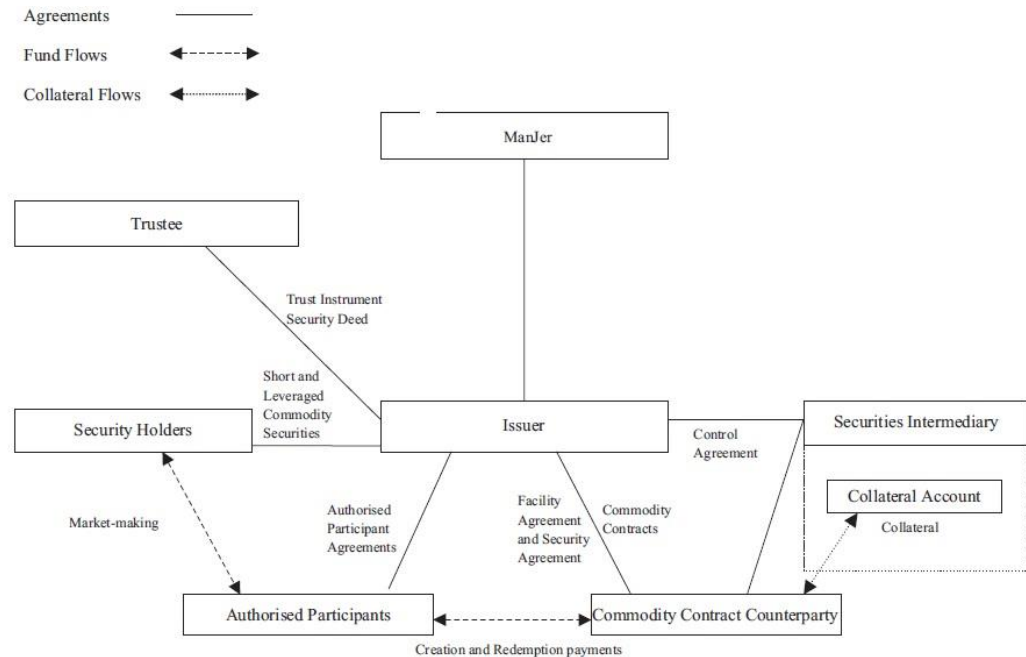 Agreements
Fund Flows
Collateral Flows
ManJer
Trustee
Trust Instrument
Security Deed
Short and
Leveraged
Commodity
Securities
Security Holders
Issuer
Securities Intermediary
Control
Agreement
Collateral Account
Collateral
Market-making
Authorised
Participant
Agreements
Facility
Agreement
and Security
Agreement
Commodity
Contracts
Authorised Participants
Commodity Contract Counterparty
Creation and Redemption payments